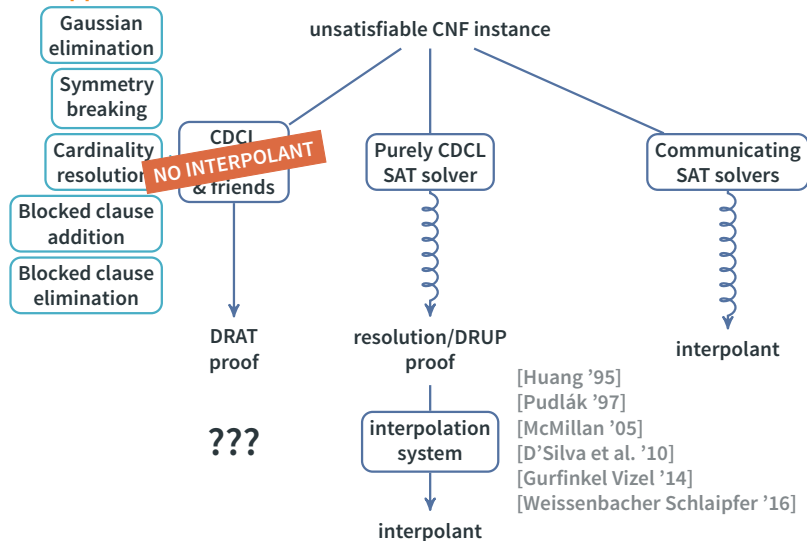 unsatisfiable CNF instance
Gaussian
elimination
Symmetry
breaking
Cardinality
resolution
Blocked clause
addition
Blocked clause
elimination
CDCL
NO INTERPOLANT
& friends
Purely CDCL
SAT solver
Communicating
SAT solvers
DRAT
proof
resolution/DRUP
proof
interpolant
???
interpolation
system
[Huang ’95]
[Pudlák ’97]
[McMillan ’05]
[D’Silva et al. ’10]
[Gurfinkel Vizel ’14]
[Weissenbacher Schlaipfer ’16]
interpolant